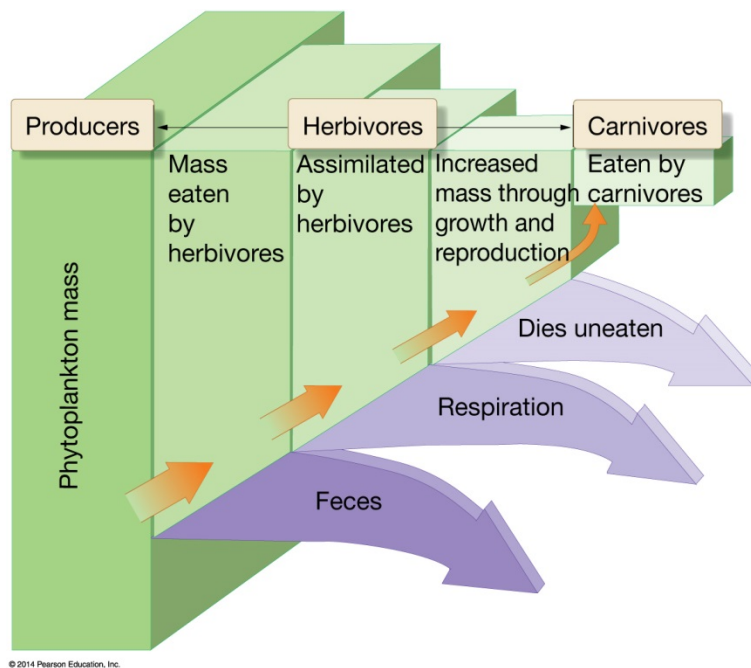 Producers
Herbivores
Carnivores
Mass
eaten
by
herbivores
Assimilated
by
herbivores
Increased
mass through
growth and
reproduction
Eaten by
carnivores
Phytoplankton mass
Dies uneaten
Respiration
Feces
© 2014 Pearson Education, Inc.